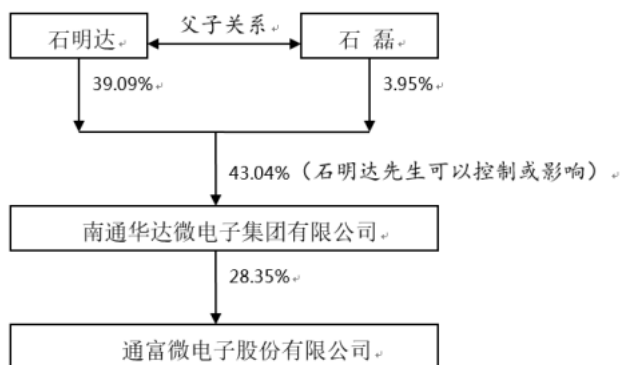 石明达
父子关系
石 磊
39.09%
3.95%
43.04%（石明达先生可以控制或影响）
南通华达微电子集团有限公司
28.35%
通富微电子股份有限公司